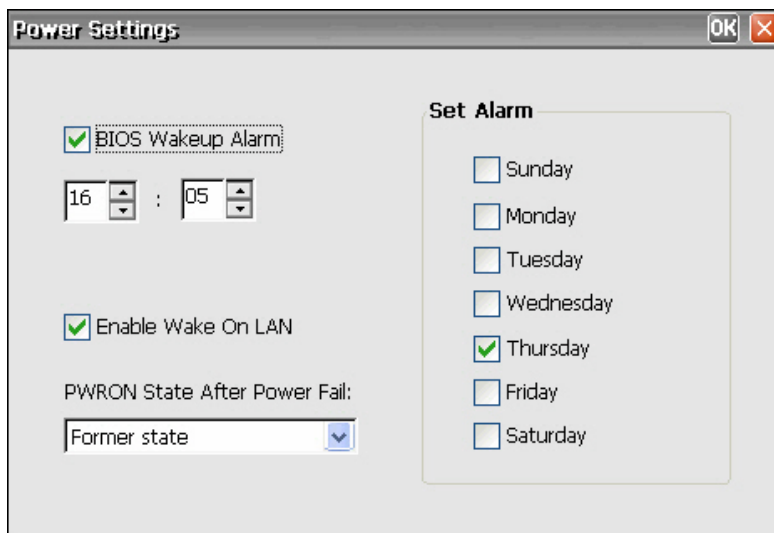 Power Settings
OK
BIOS Wakeup Alarm
16 : 05
Enable Wake On LAN
PWRON State After Power Fail:
Former state
Set Alarm
Sunday
Monday
Tuesday
Wednesday
Thursday
Friday
Saturday